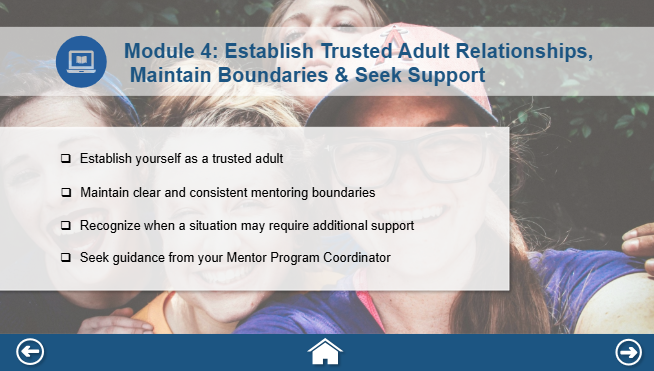 Module 4: Establish Trusted Adult Relationships,
Maintain Boundaries & Seek Support
Establish yourself as a trusted adult
Maintain clear and consistent mentoring boundaries
Recognize when a situation may require additional support
Seek guidance from your Mentor Program Coordinator